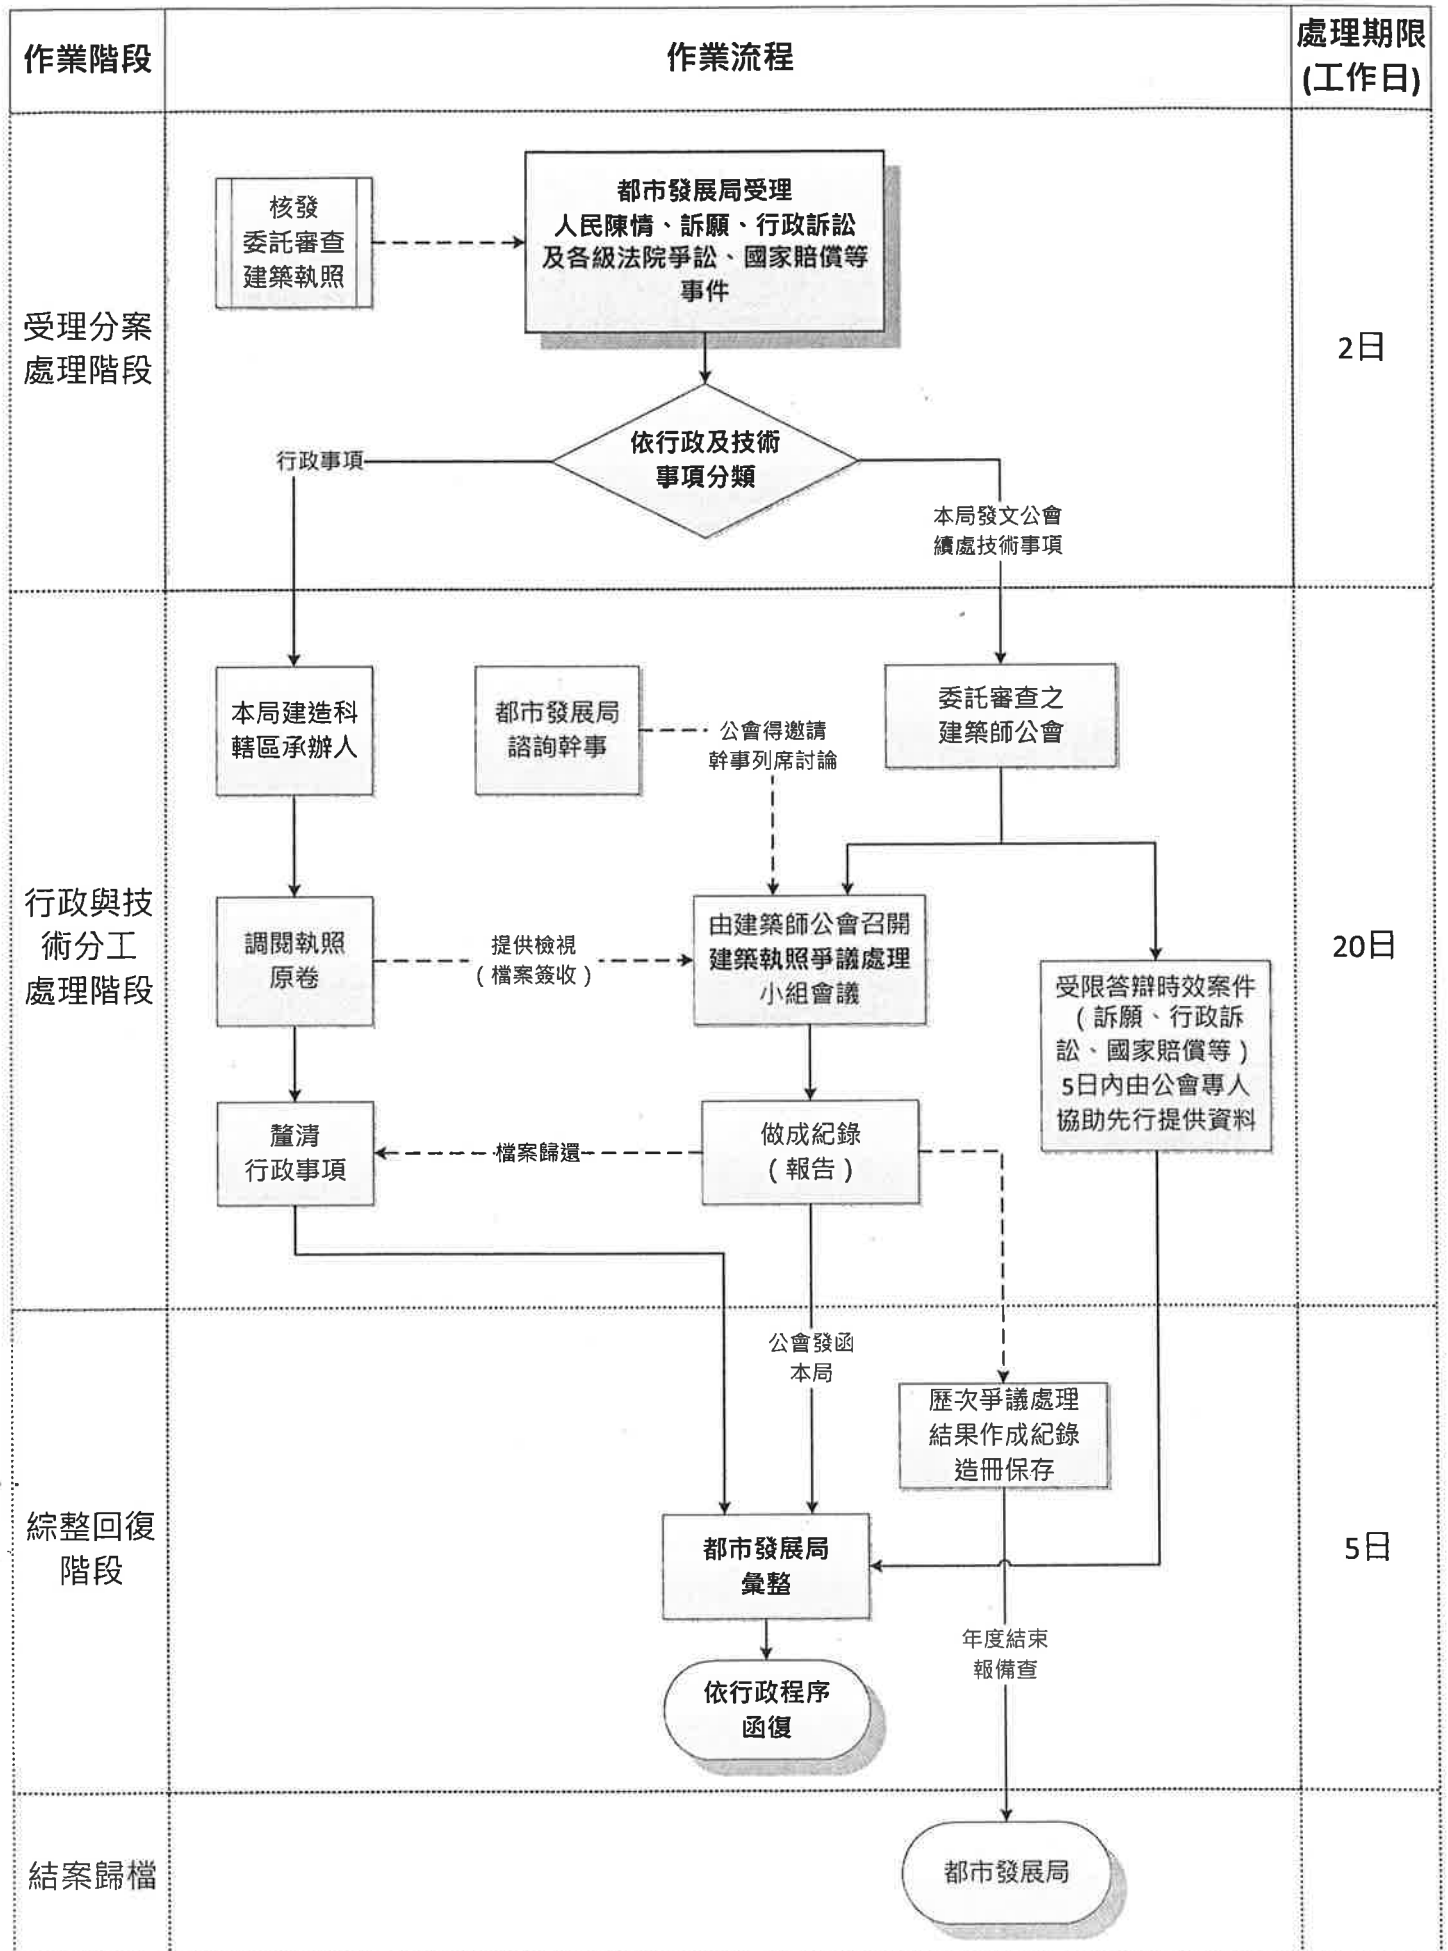 作業階段
作業流程
處理期限
(工作日)
核發
委託審查
建築執照
都市發展局受理
人民陳情、訴願、行政訴訟
及各級法院爭訟、國家賠償等
事件
受理分案
處理階段
2日
依行政及技術
事項分類
行政事項
本局發文公會
續處技術事項
本局建造科
轄區承辦人
都市發展局
諮詢幹事
公會得邀請
幹事列席討論
委託審查之
建築師公會
行政與技
術分工
處理階段
20日
調閱執照
原卷
提供檢視
（檔案簽收）
由建築師公會召開
建築執照爭議處理
小組會議
受限答辯時效案件
（訴願、行政訴
訟、國家賠償等）
5日內由公會專人
協助先行提供資料
釐清
行政事項
檔案歸還
做成紀錄
（報告）
公會發函
本局
歷次爭議處理
結果作成紀錄
造冊保存
綜整回復
階段
5日
都市發展局
彙整
年度結束
報備查
依行政程序
函復
結案歸檔
都市發展局